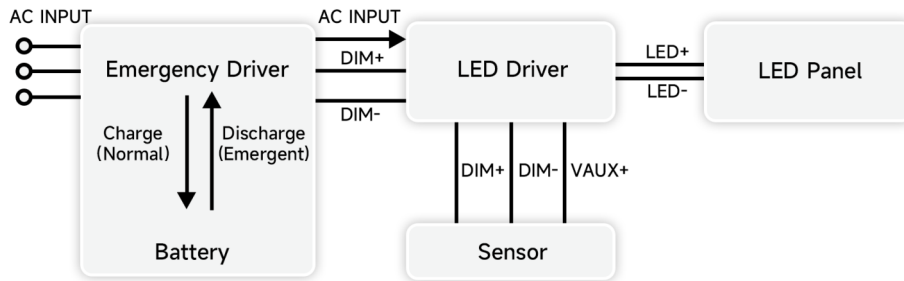 AC INPUT
AC INPUT
Emergency Driver
DIM+
DIM-
LED Driver
LED+
LED-
LED Panel
Charge
(Normal)
Discharge
(Emergent)
DIM+
DIM-
VAUX+
Battery
Sensor